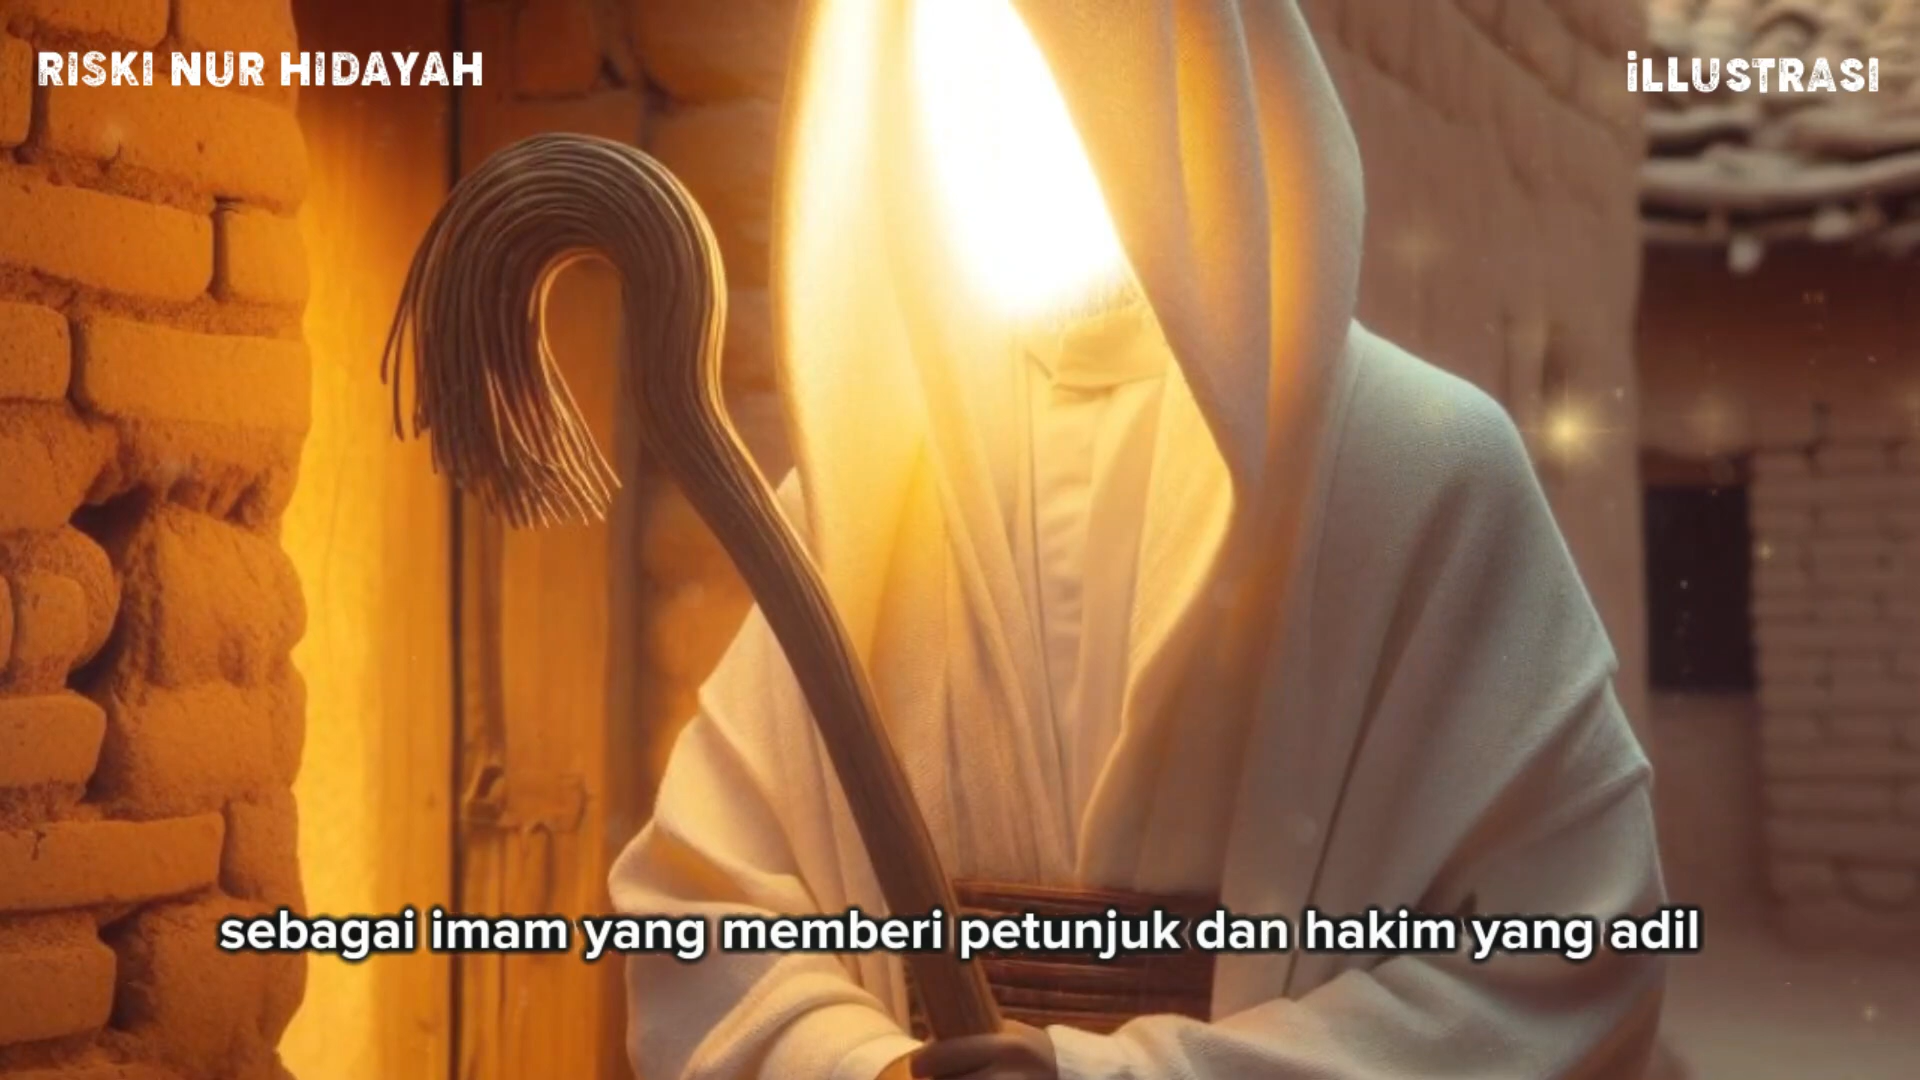 RISKI NUR HIDAYAH
iLLUSTRASI
sebagai imam yang memberi petunjuk dan hakim yang adil